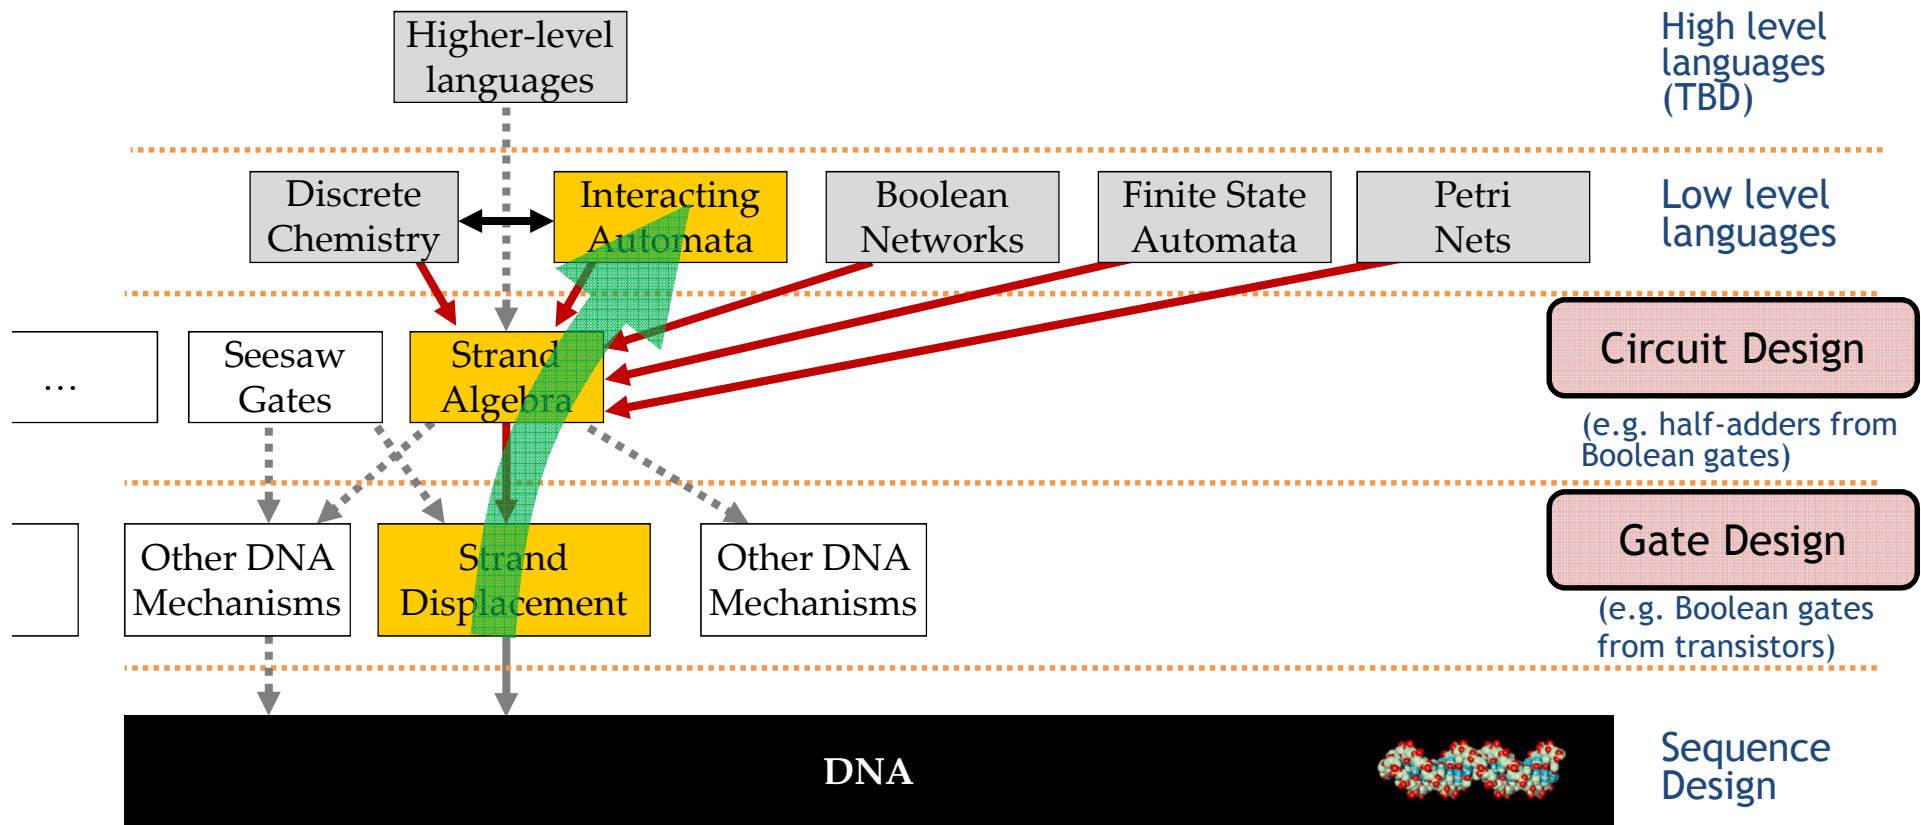 Higher-level
languages
High level
languages
(TBD)
Discrete
Chemistry
Interacting
Automata
Boolean
Networks
Finite State
Automata
Petri
Nets
Low level
languages
...
Seesaw
Gates
Strand
Algebra
Circuit Design
(e.g. half-adders from
Boolean gates)
Other DNA
Mechanisms
Strand
Displacement
Other DNA
Mechanisms
Gate Design
(e.g. Boolean gates
from transistors)
DNA
Sequence
Design